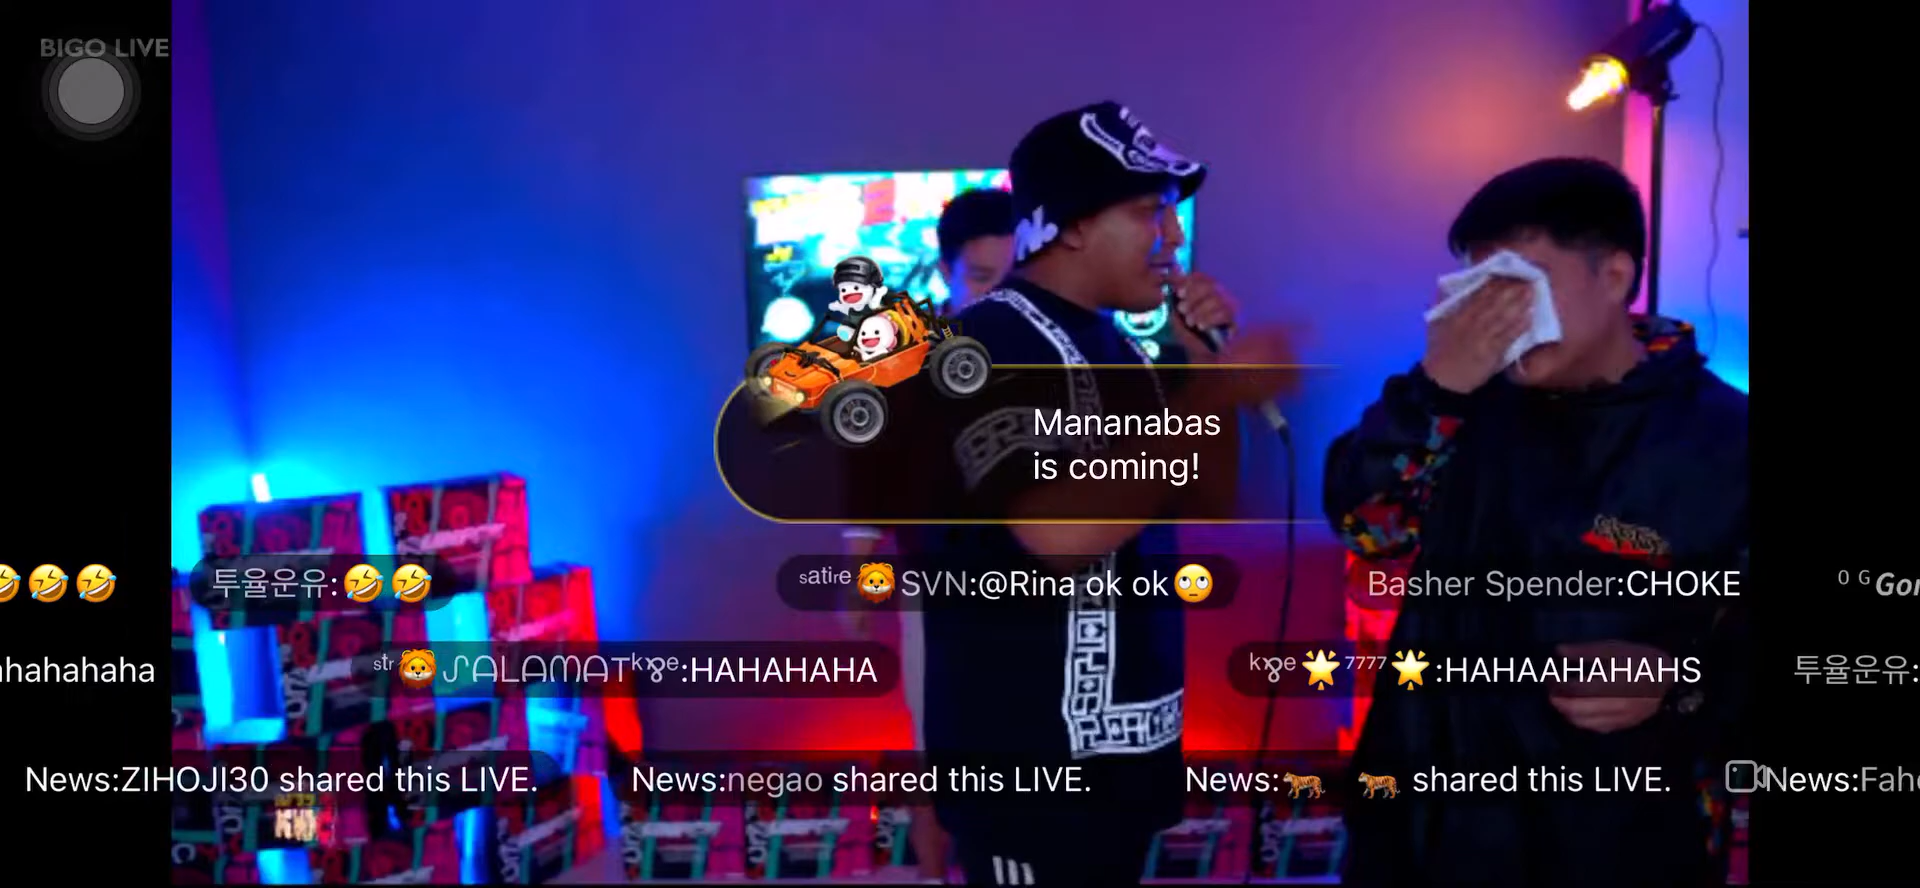 BIGO LIVE
Mananabas
is coming!
🤣🤣🤣
투율운유:🤣🤣
satire🦁SVN:@Rina ok ok🙄
Basher Spender:CHOKE
hahahaha
str🦁ᔑᗩᒪᗩᗰᗩTk℘e:HAHAHAHA
k℘e🌟7777🌟:HAHAAHAHAHS
투율운유:
News:ZIHOJI30 shared this LIVE.
News:negao shared this LIVE.
News:🐅 🐅 shared this LIVE.
News: